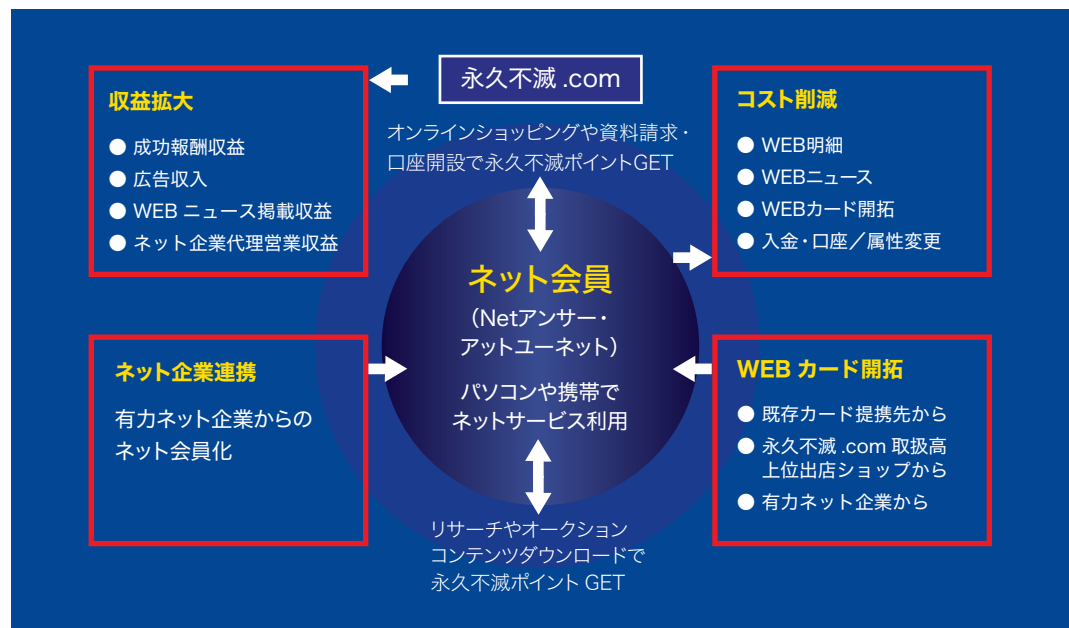 永久不滅.com
オンラインショッピングや資料請求・
口座開設で永久不滅ポイントGET
収益拡大
● 成功報酬収益
● 広告収入
● WEB ニュース掲載収益
● ネット企業代理営業収益
コスト削減
● WEB明細
● WEBニュース
● WEBカード開拓
● 入金・口座／属性変更
ネット会員
（Netアンサー・
アットユーネット）
パソコンや携帯で
ネットサービス利用
ネット企業連携
有力ネット企業からの
ネット会員化
WEB カード開拓
● 既存カード提携先から
● 永久不滅.com 取扱高
上位出店ショップから
● 有力ネット企業から
リサーチやオークション
コンテンツダウンロードで
永久不滅ポイント GET